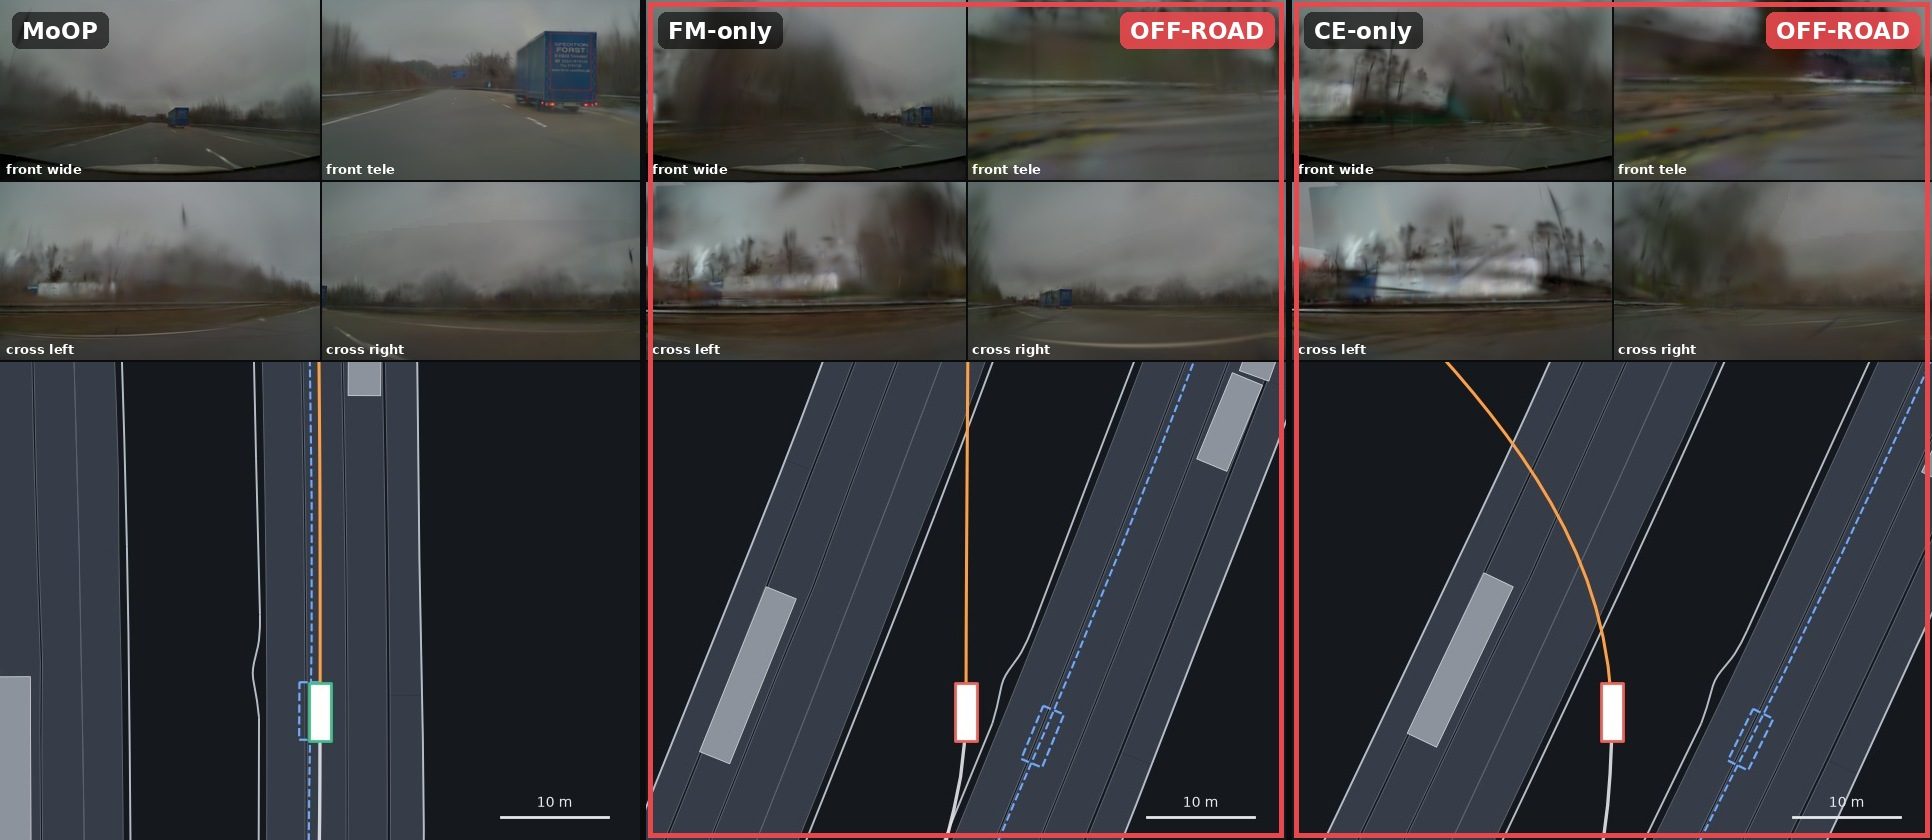 MoOP
front wide
SPEDITION
FORST
front tele
cross left
cross right
10 m
FM-only
OFF-ROAD
front wide
front tele
cross left
cross right
10 m
CE-only
OFF-ROAD
front wide
front tele
cross left
cross right
10 m